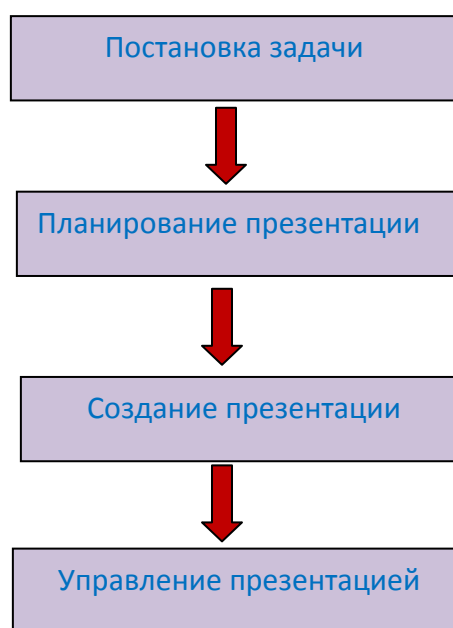 Постановка задачи
Планирование презентации
Создание презентации
Управление презентацией